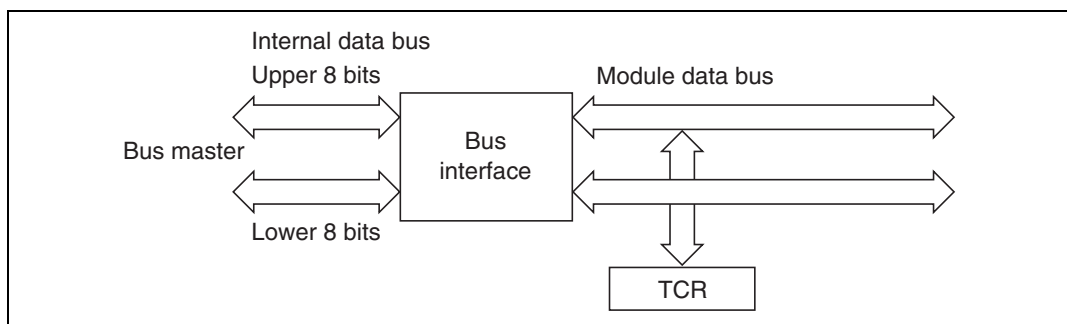 Internal data bus
Upper 8 bits
Module data bus
Bus master
Bus
interface
Lower 8 bits
TCR